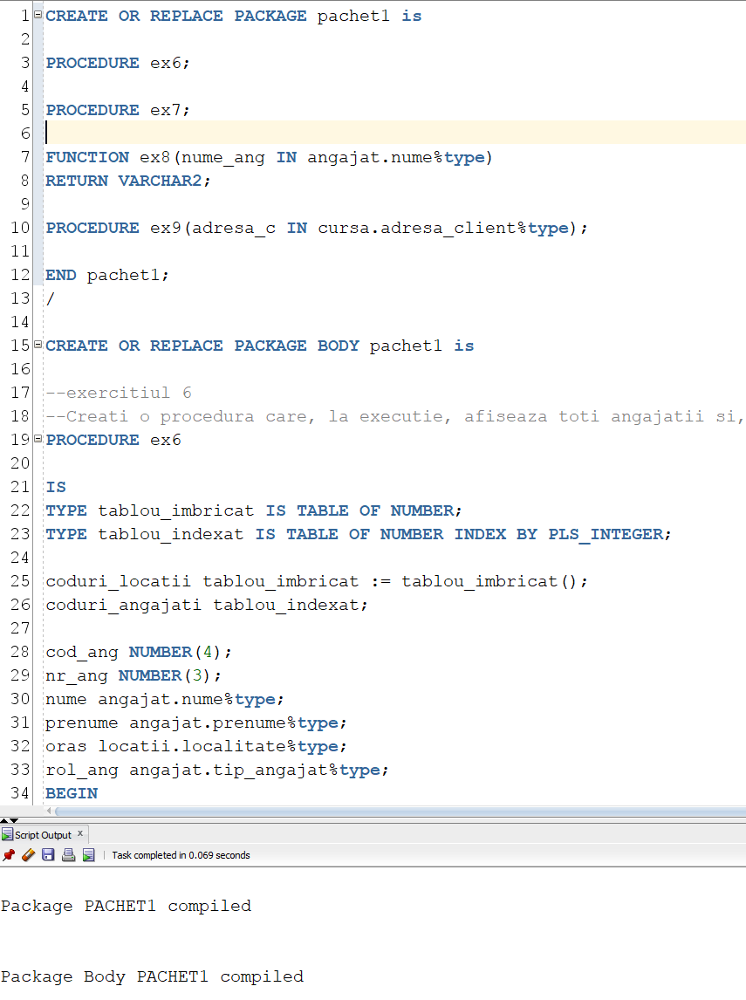 1 CREATE OR REPLACE PACKAGE pachet1 is
2
3 PROCEDURE ex6;
4
5 PROCEDURE ex7;
6
7 FUNCTION ex8(nume_ang IN angajat.nume%type)
8 RETURN VARCHAR2;
9
10 PROCEDURE ex9(adresa_c IN cursa.adresa_client%type);
11
12 END pachet1;
13 /
14
15 CREATE OR REPLACE PACKAGE BODY pachet1 is
16
17 --exercitiul 6
18 --Creati o procedura care, la executie, afiseaza toti angajatii si,
19 PROCEDURE ex6
20
21 IS
22 TYPE tablou_imbricat IS TABLE OF NUMBER;
23 TYPE tablou_indexat IS TABLE OF NUMBER INDEX BY PLS_INTEGER;
24
25 coduri_locatii tablou_imbricat := tablou_imbricat();
26 coduri_angajati tablou_indexat;
27
28 cod_ang NUMBER(4);
29 nr_ang NUMBER(3);
30 nume angajat.nume%type;
31 prenume angajat.prenume%type;
32 oras locatii.localitate%type;
33 rol_ang angajat.tip_angajat%type;
34 BEGIN
Script Output x
Task completed in 0.069 seconds
Package PACHET1 compiled
Package Body PACHET1 compiled